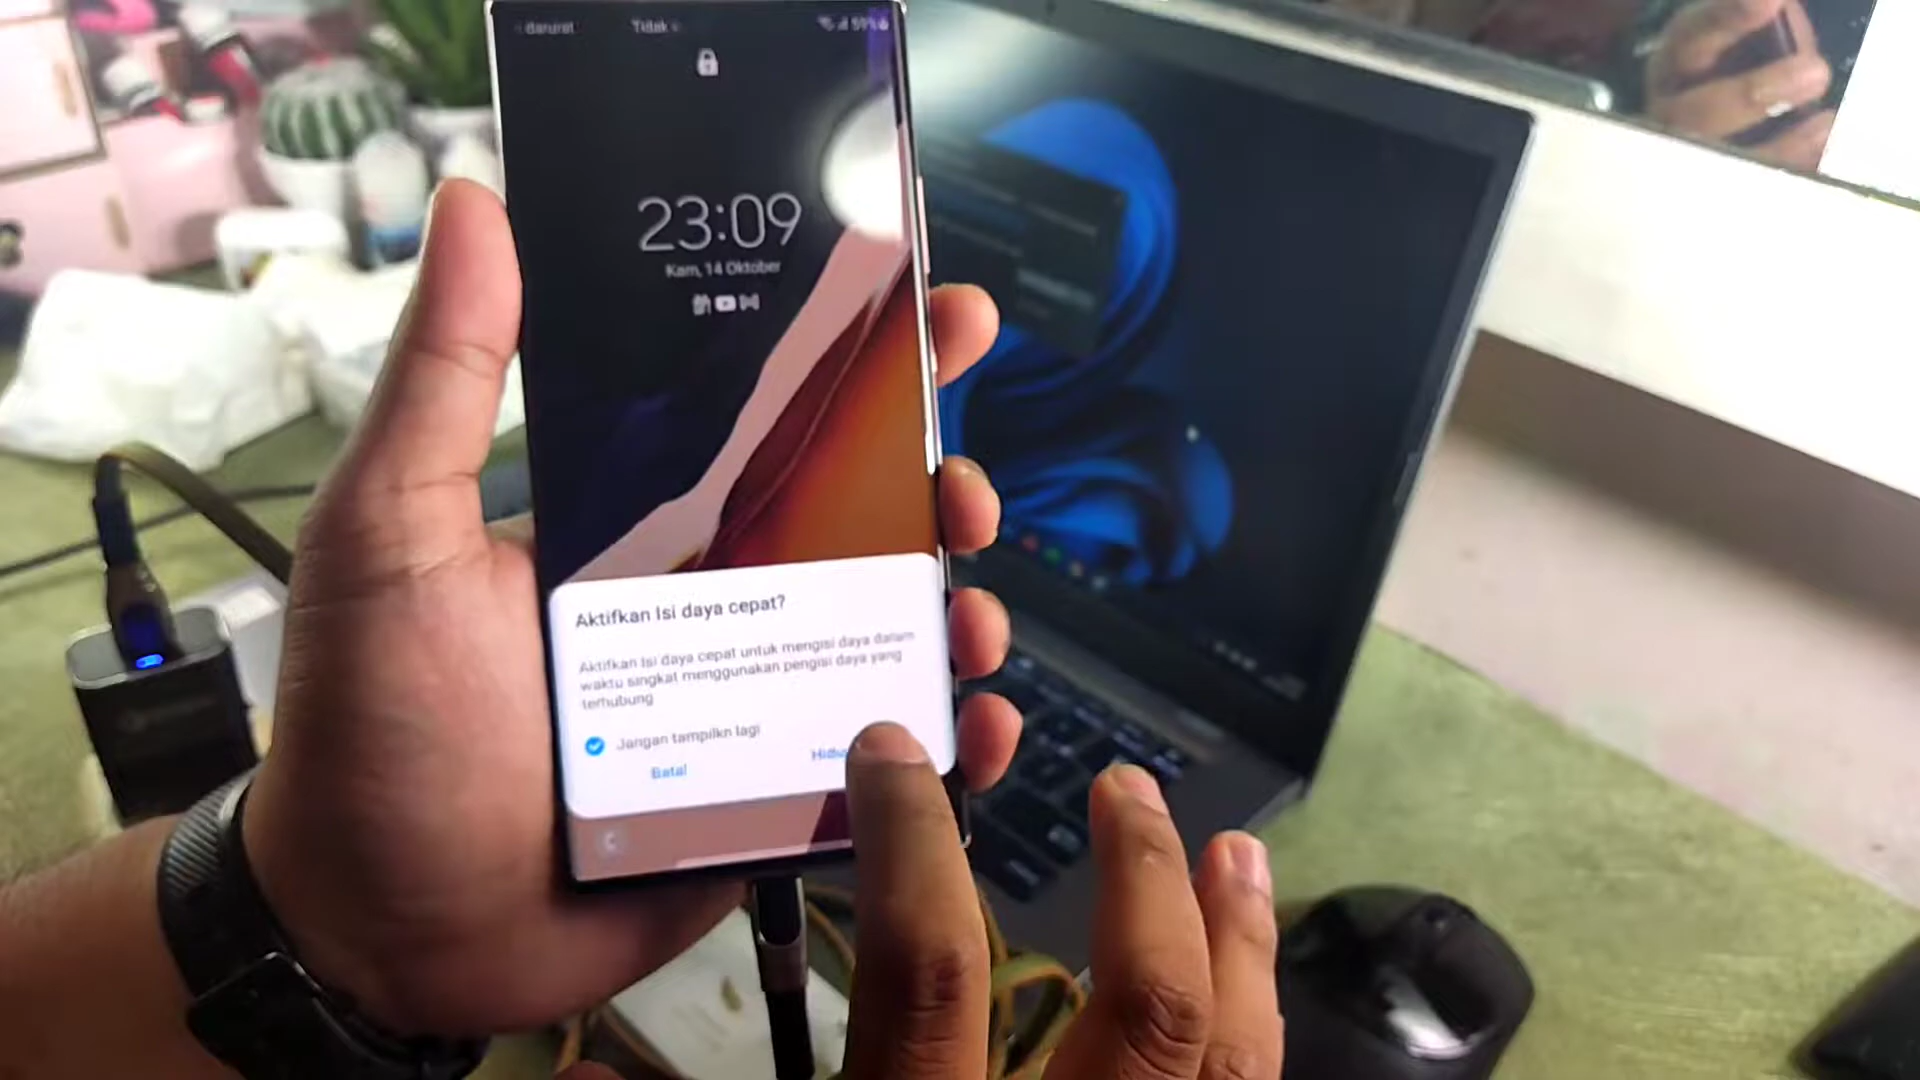 darurat Tidak 59%
23:09
Kam, 14 Oktober
Aktifkan Isi daya cepat?
Aktifkan Isi daya cepat untuk mengisi daya dalam
waktu singkat menggunakan pengisi daya yang
terhubung
Jangan tampilkn lagi
Batal